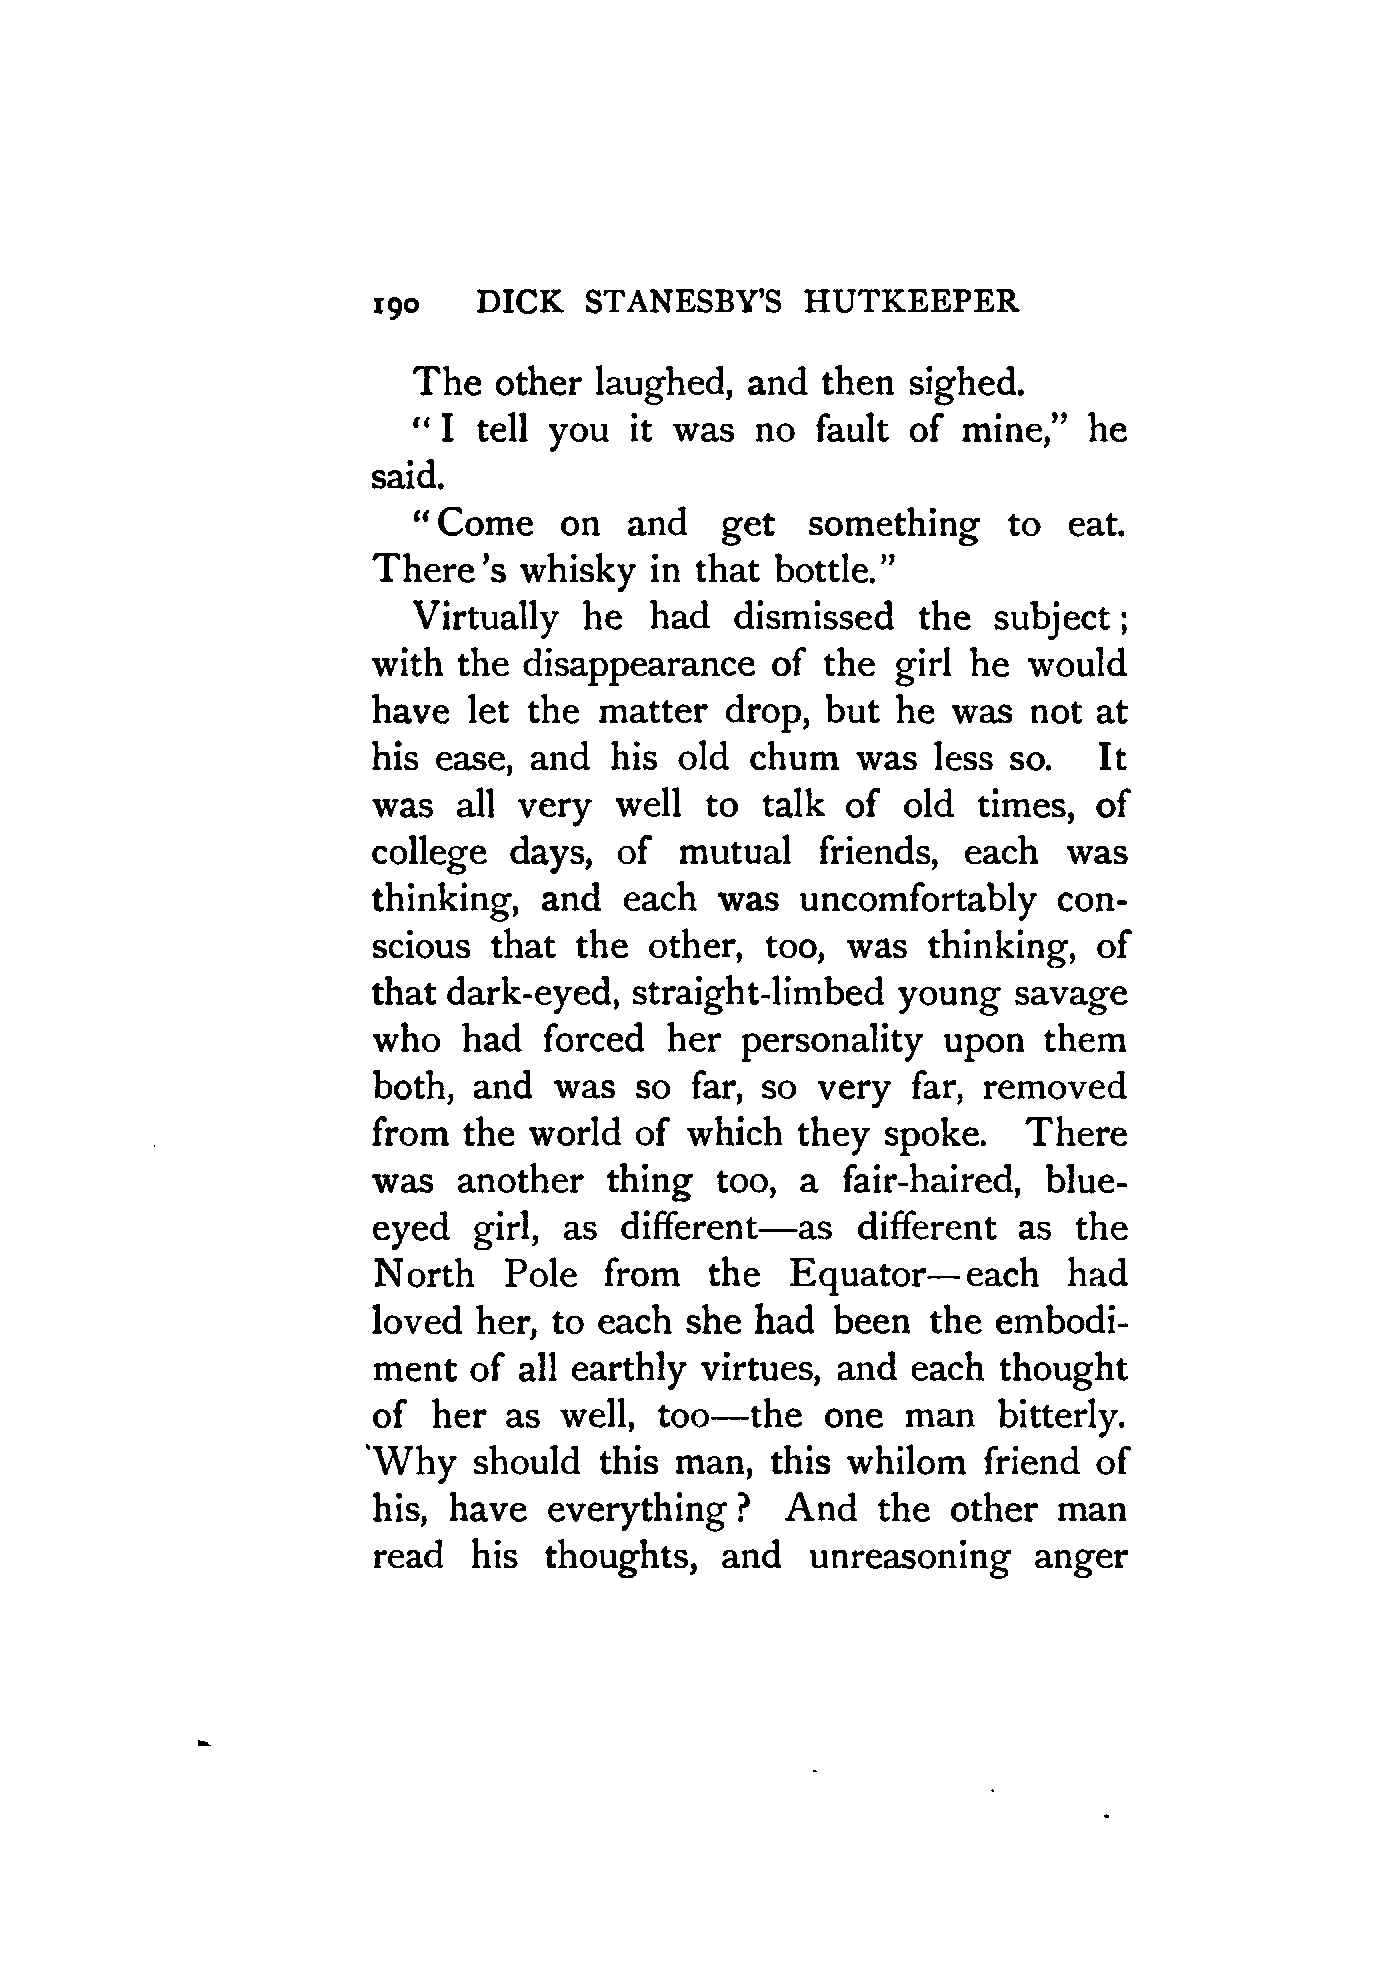 190 DICK STANESBY'S HUTKEEPER
The other laughed, and then sighed.
"I tell you it was no fault of mine," he
said.
"Come on and get something to eat.
There's whisky in that bottle."
Virtually he had dismissed the subject;
with the disappearance of the girl he would
have let the matter drop, but he was not at
his ease, and his old chum was less so. It
was all very well to talk of old times, of
college days, of mutual friends, each was
thinking, and each was uncomfortably con-
scious that the other, too, was thinking, of
that dark-eyed, straight-limbed young savage
who had forced her personality upon them
both, and was so far, so very far, removed
from the world of which they spoke. There
was another thing too, a fair-haired, blue-
eyed girl, as different—as different as the
North Pole from the Equator—each had
loved her, to each she had been the embodi-
ment of all earthly virtues, and each thought
of her as well, too—the one man bitterly.
'Why should this man, this whilom friend of
his, have everything? And the other man
read his thoughts, and unreasoning anger